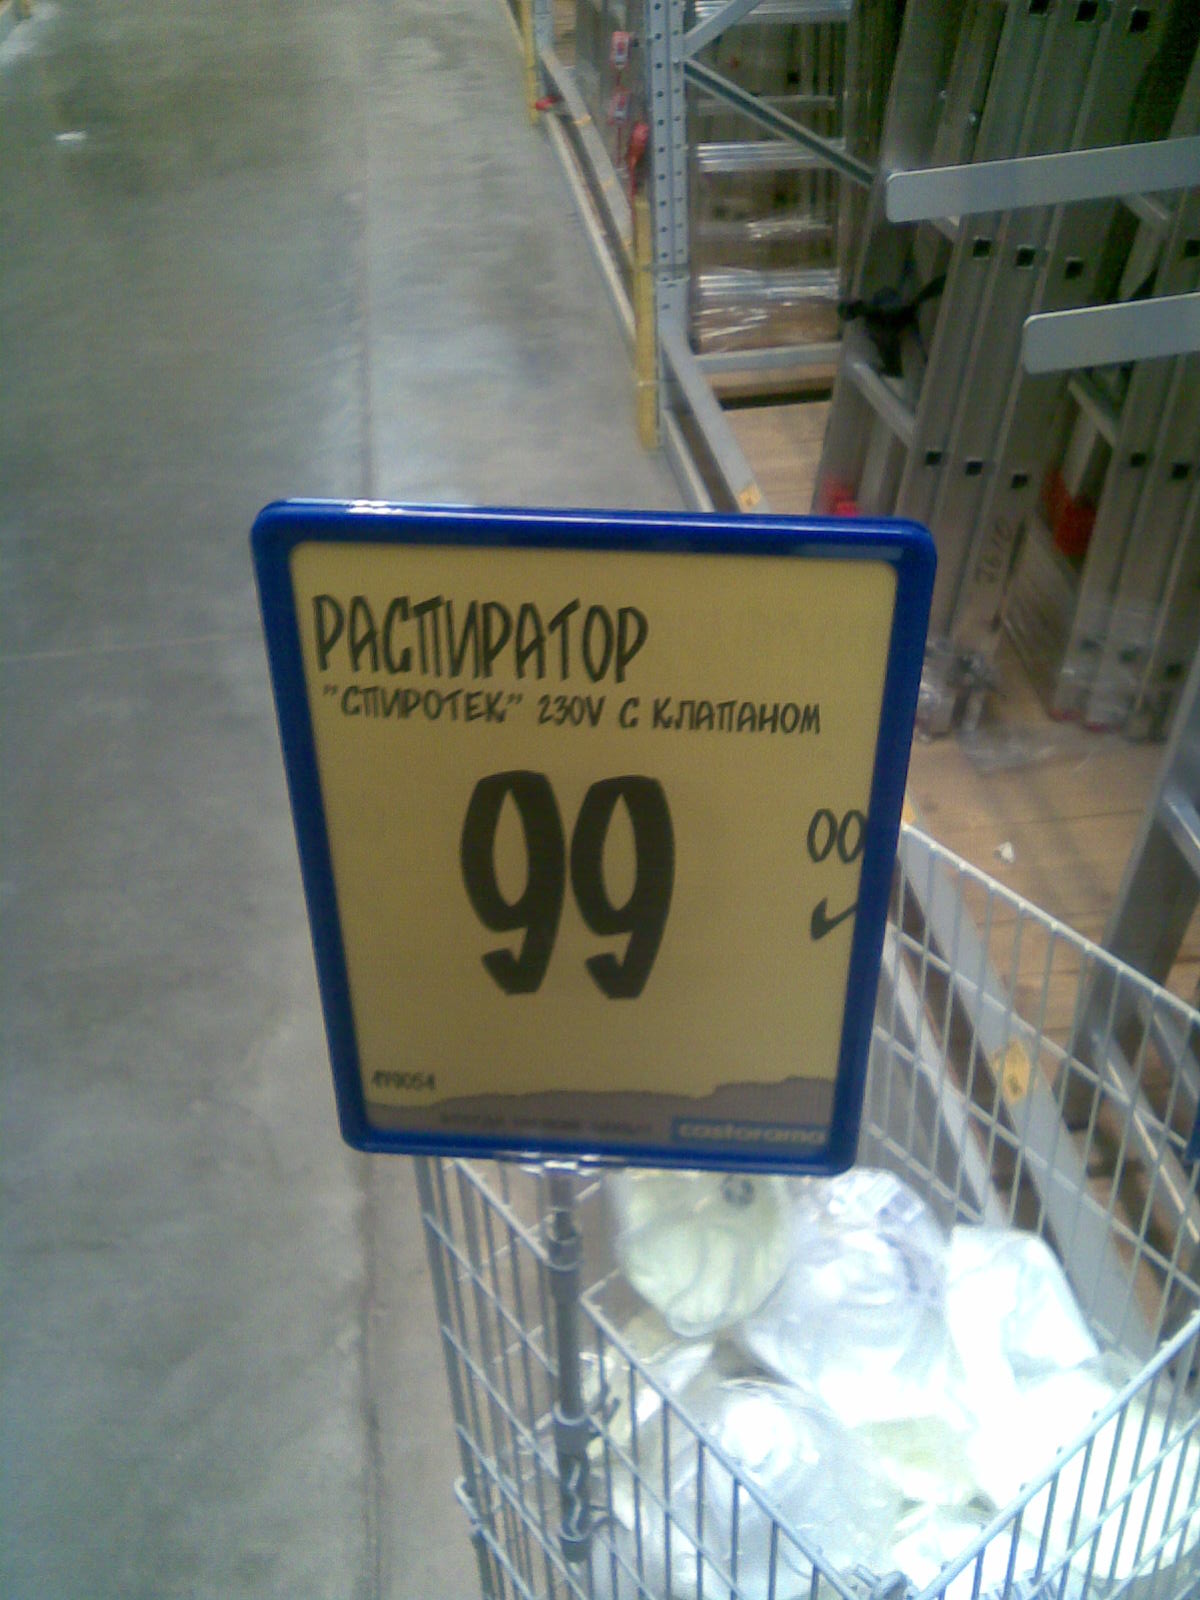 РАСПИРАТОР
"СПИРОТЕК" 230V С КЛАПАНОМ
99
00
castorama